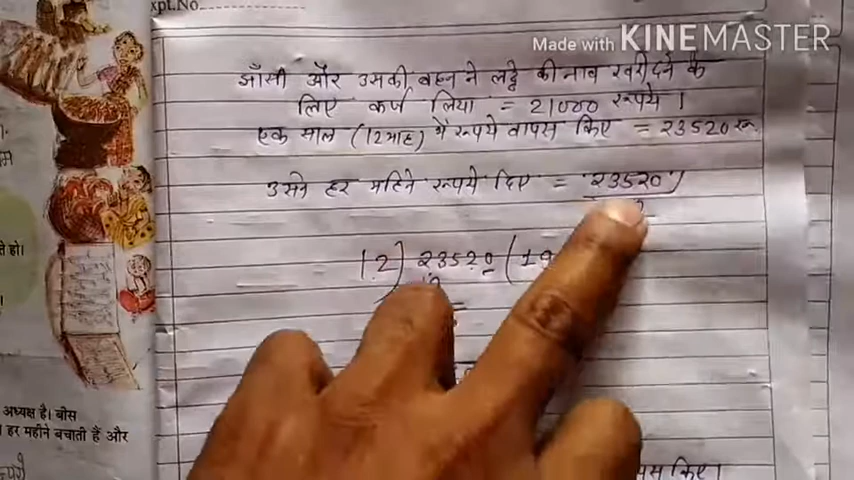 xpt.No.
Made with KINEMASTER
झाँसी और उसकी बहन ने लट्ठे की नाव खरीदने के
लिए कर्ज लिया = 21000 रूपये ।
एक साल (12माह) में रूपये वापस किए = 23520 रू.
उसने हर महिने रूपये दिए = 23520
12) 23520 (19
अध्यक्ष है। बीस
हर महीने बचाती हैं और
किए।